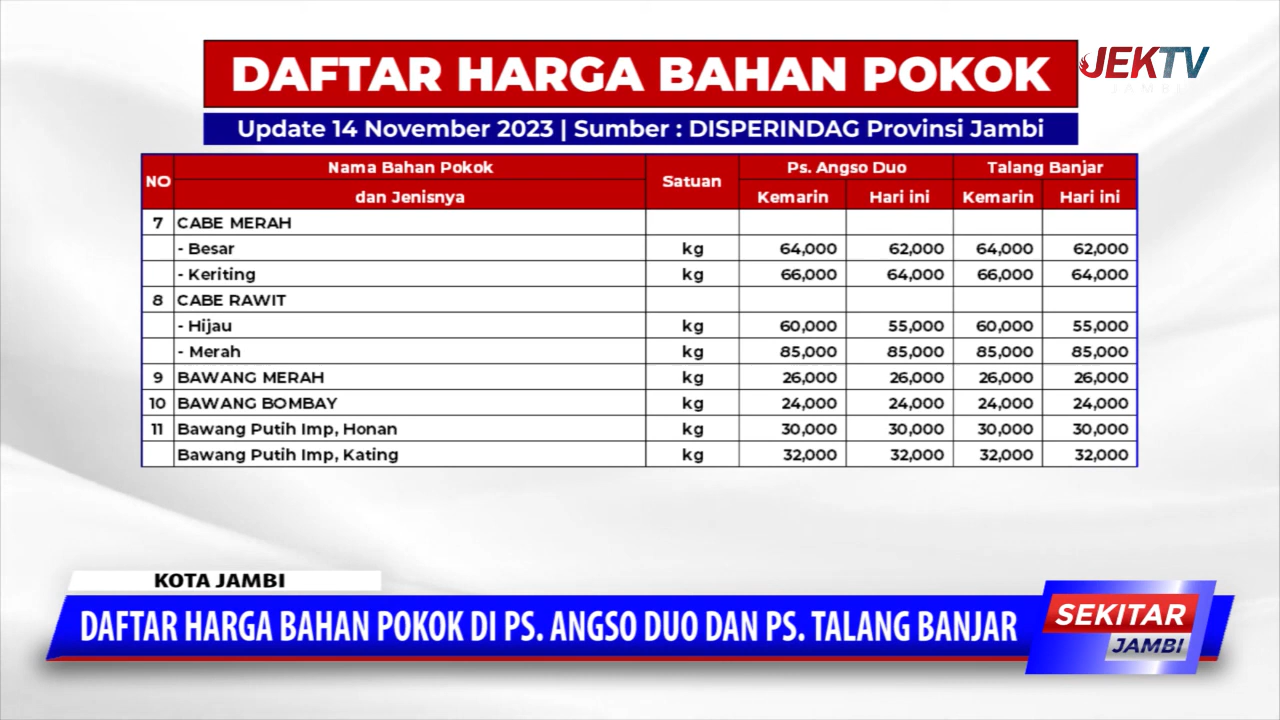 DAFTAR HARGA BAHAN POKOK
JEKTV
JAMBI
Update 14 November 2023 | Sumber : DISPERINDAG Provinsi Jambi
NO Nama Bahan Pokok dan Jenisnya Satuan Ps. Angso Duo Talang Banjar
Kemarin Hari ini Kemarin Hari ini
7 CABE MERAH
- Besar kg 64,000 62,000 64,000 62,000
- Keriting kg 66,000 64,000 66,000 64,000
8 CABE RAWIT
- Hijau kg 60,000 55,000 60,000 55,000
- Merah kg 85,000 85,000 85,000 85,000
9 BAWANG MERAH kg 26,000 26,000 26,000 26,000
10 BAWANG BOMBAY kg 24,000 24,000 24,000 24,000
11 Bawang Putih Imp, Honan kg 30,000 30,000 30,000 30,000
Bawang Putih Imp, Kating kg 32,000 32,000 32,000 32,000
KOTA JAMBI
DAFTAR HARGA BAHAN POKOK DI PS. ANGSO DUO DAN PS. TALANG BANJAR
SEKITAR
JAMBI